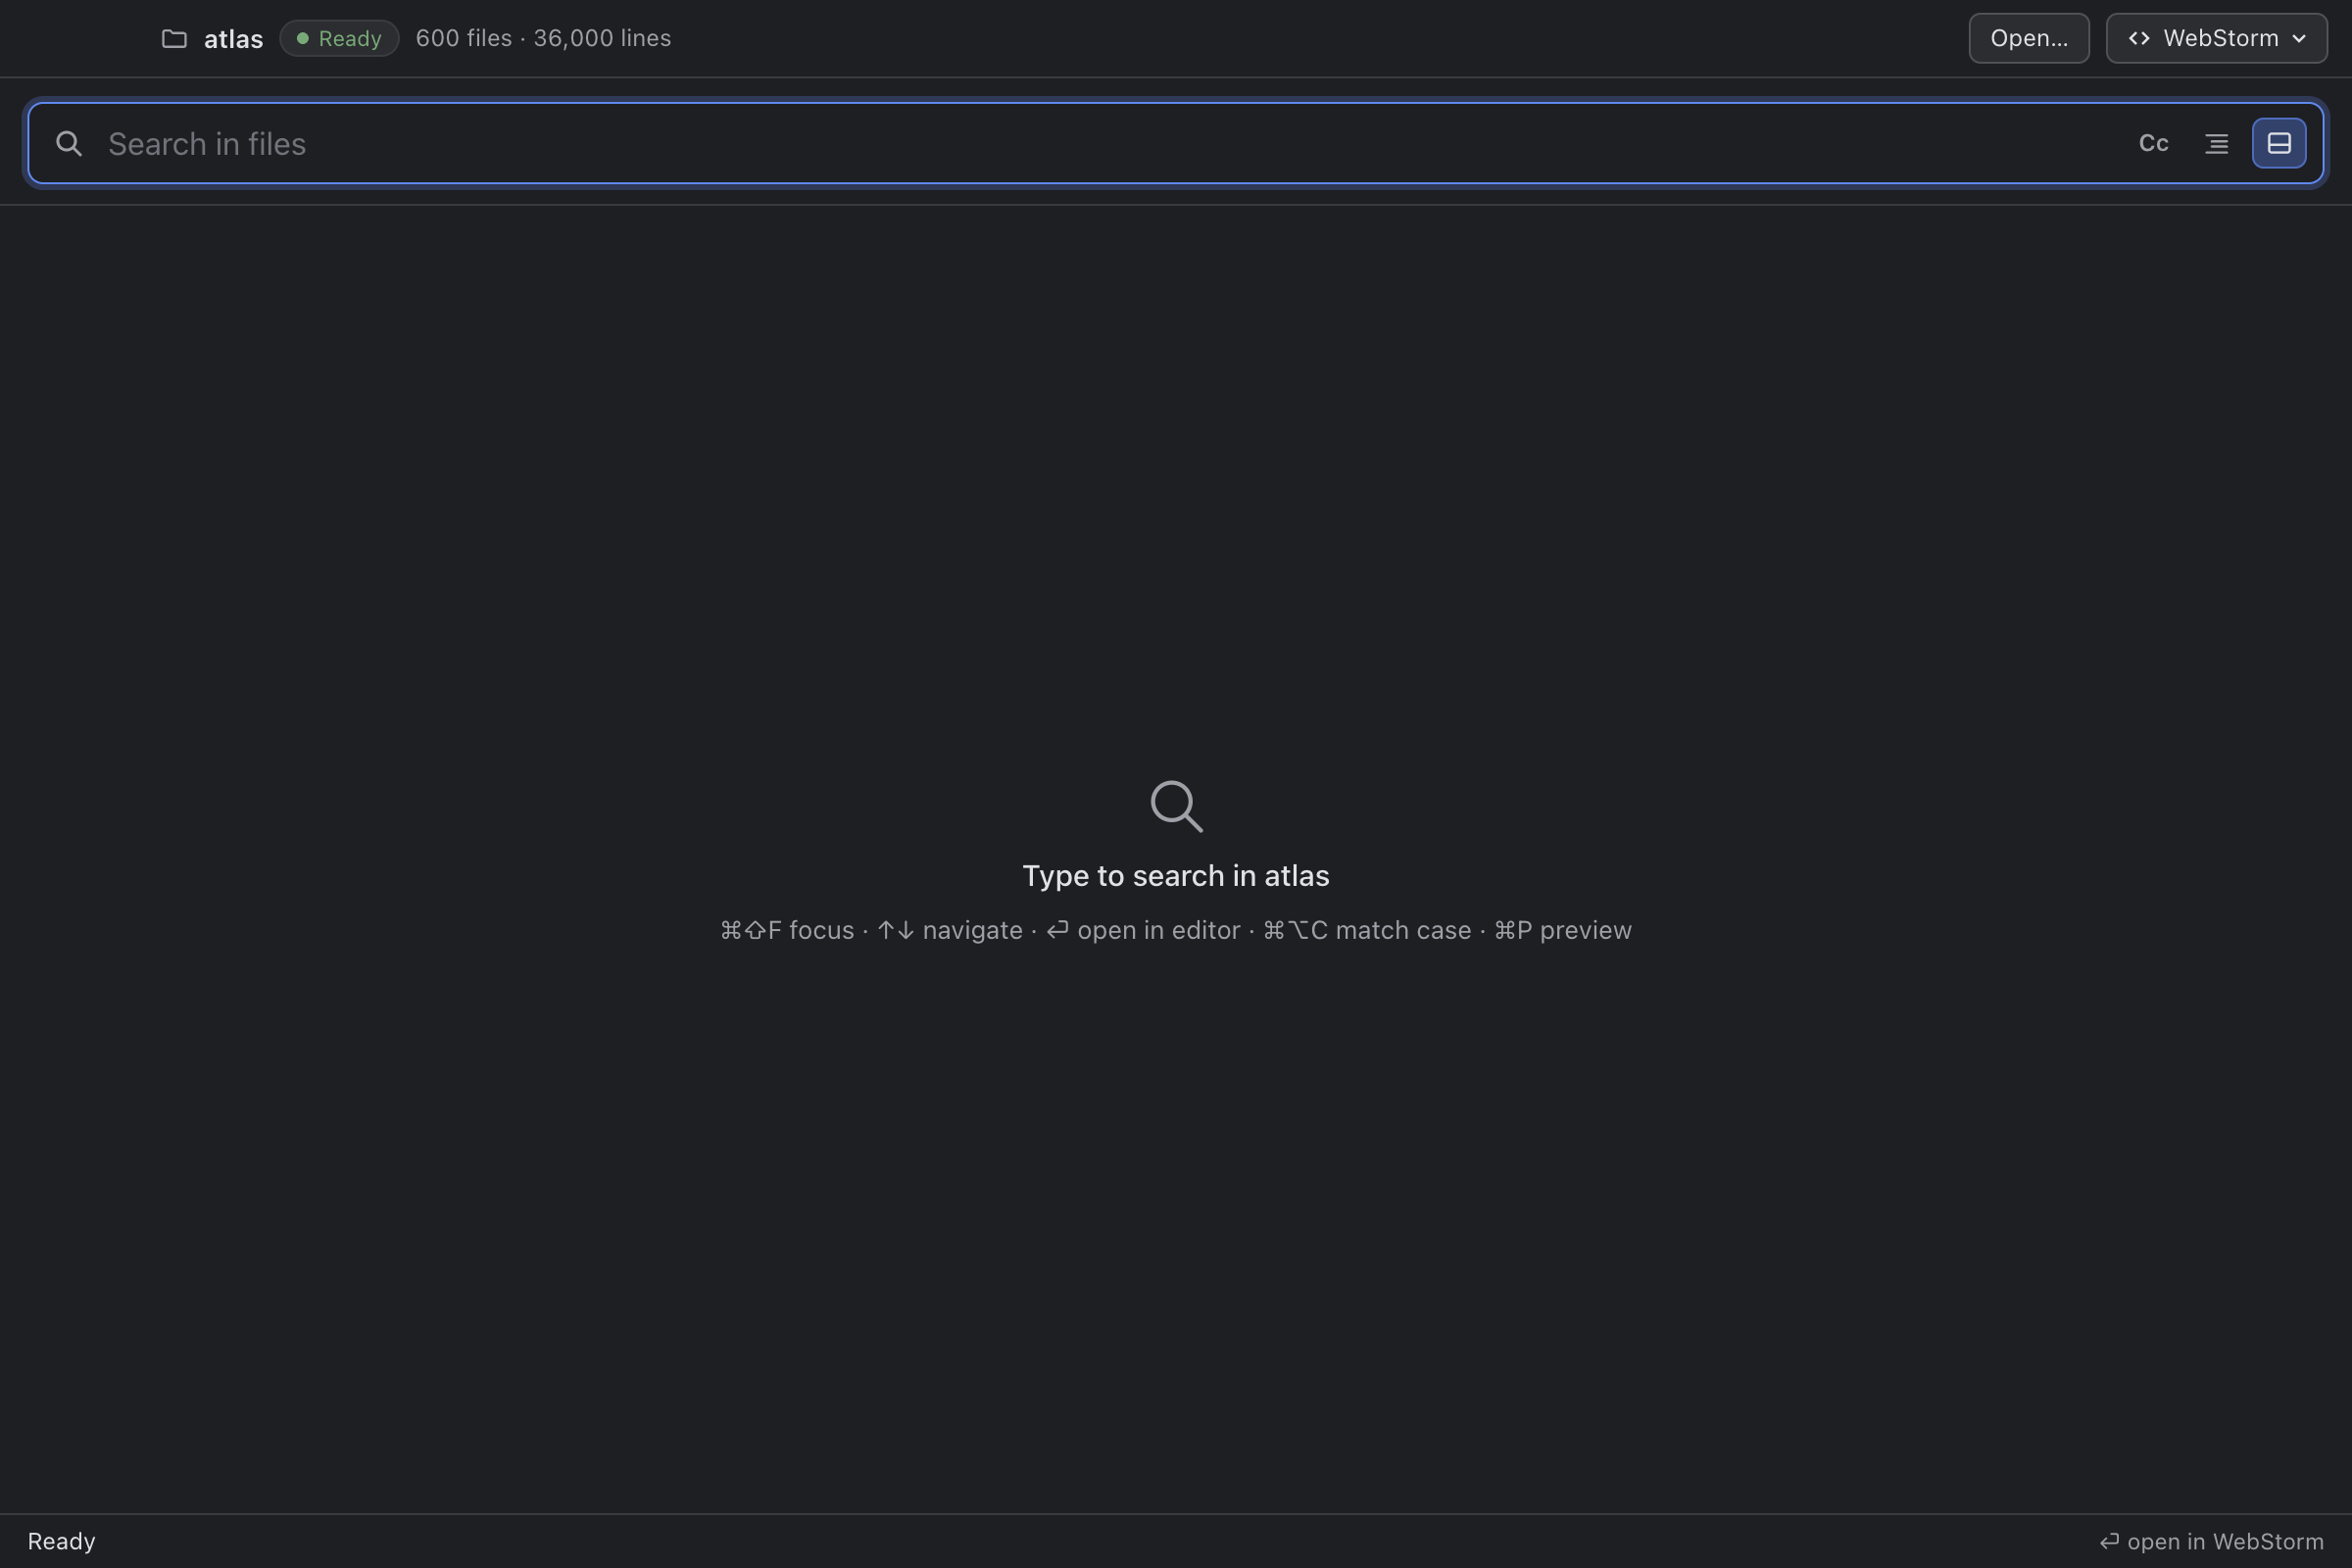 atlas Ready 600 files · 36,000 lines Open... WebStorm
Search in files Cc
Type to search in atlas
⌘⇧F focus · ↑↓ navigate · ⏎ open in editor · ⌘⌥C match case · ⌘P preview
Ready ⏎ open in WebStorm